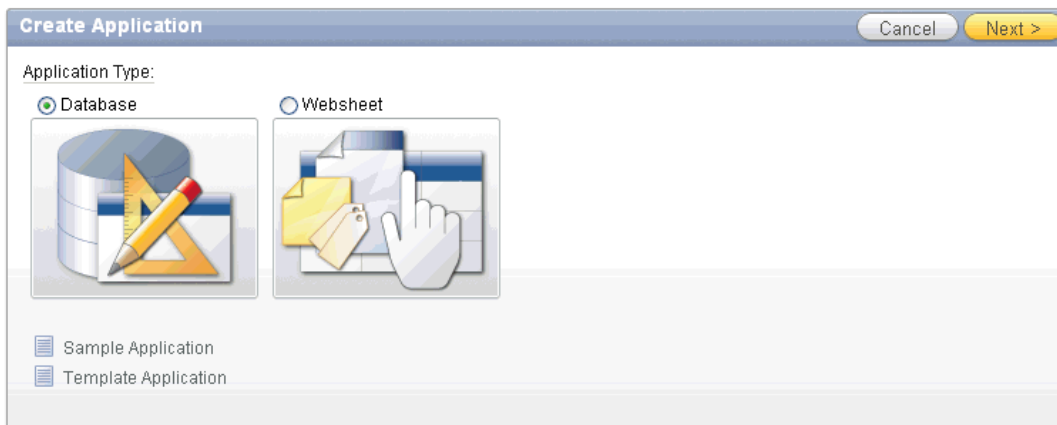 Create Application
Cancel Next >
Application Type:
Database Websheet
Sample Application
Template Application